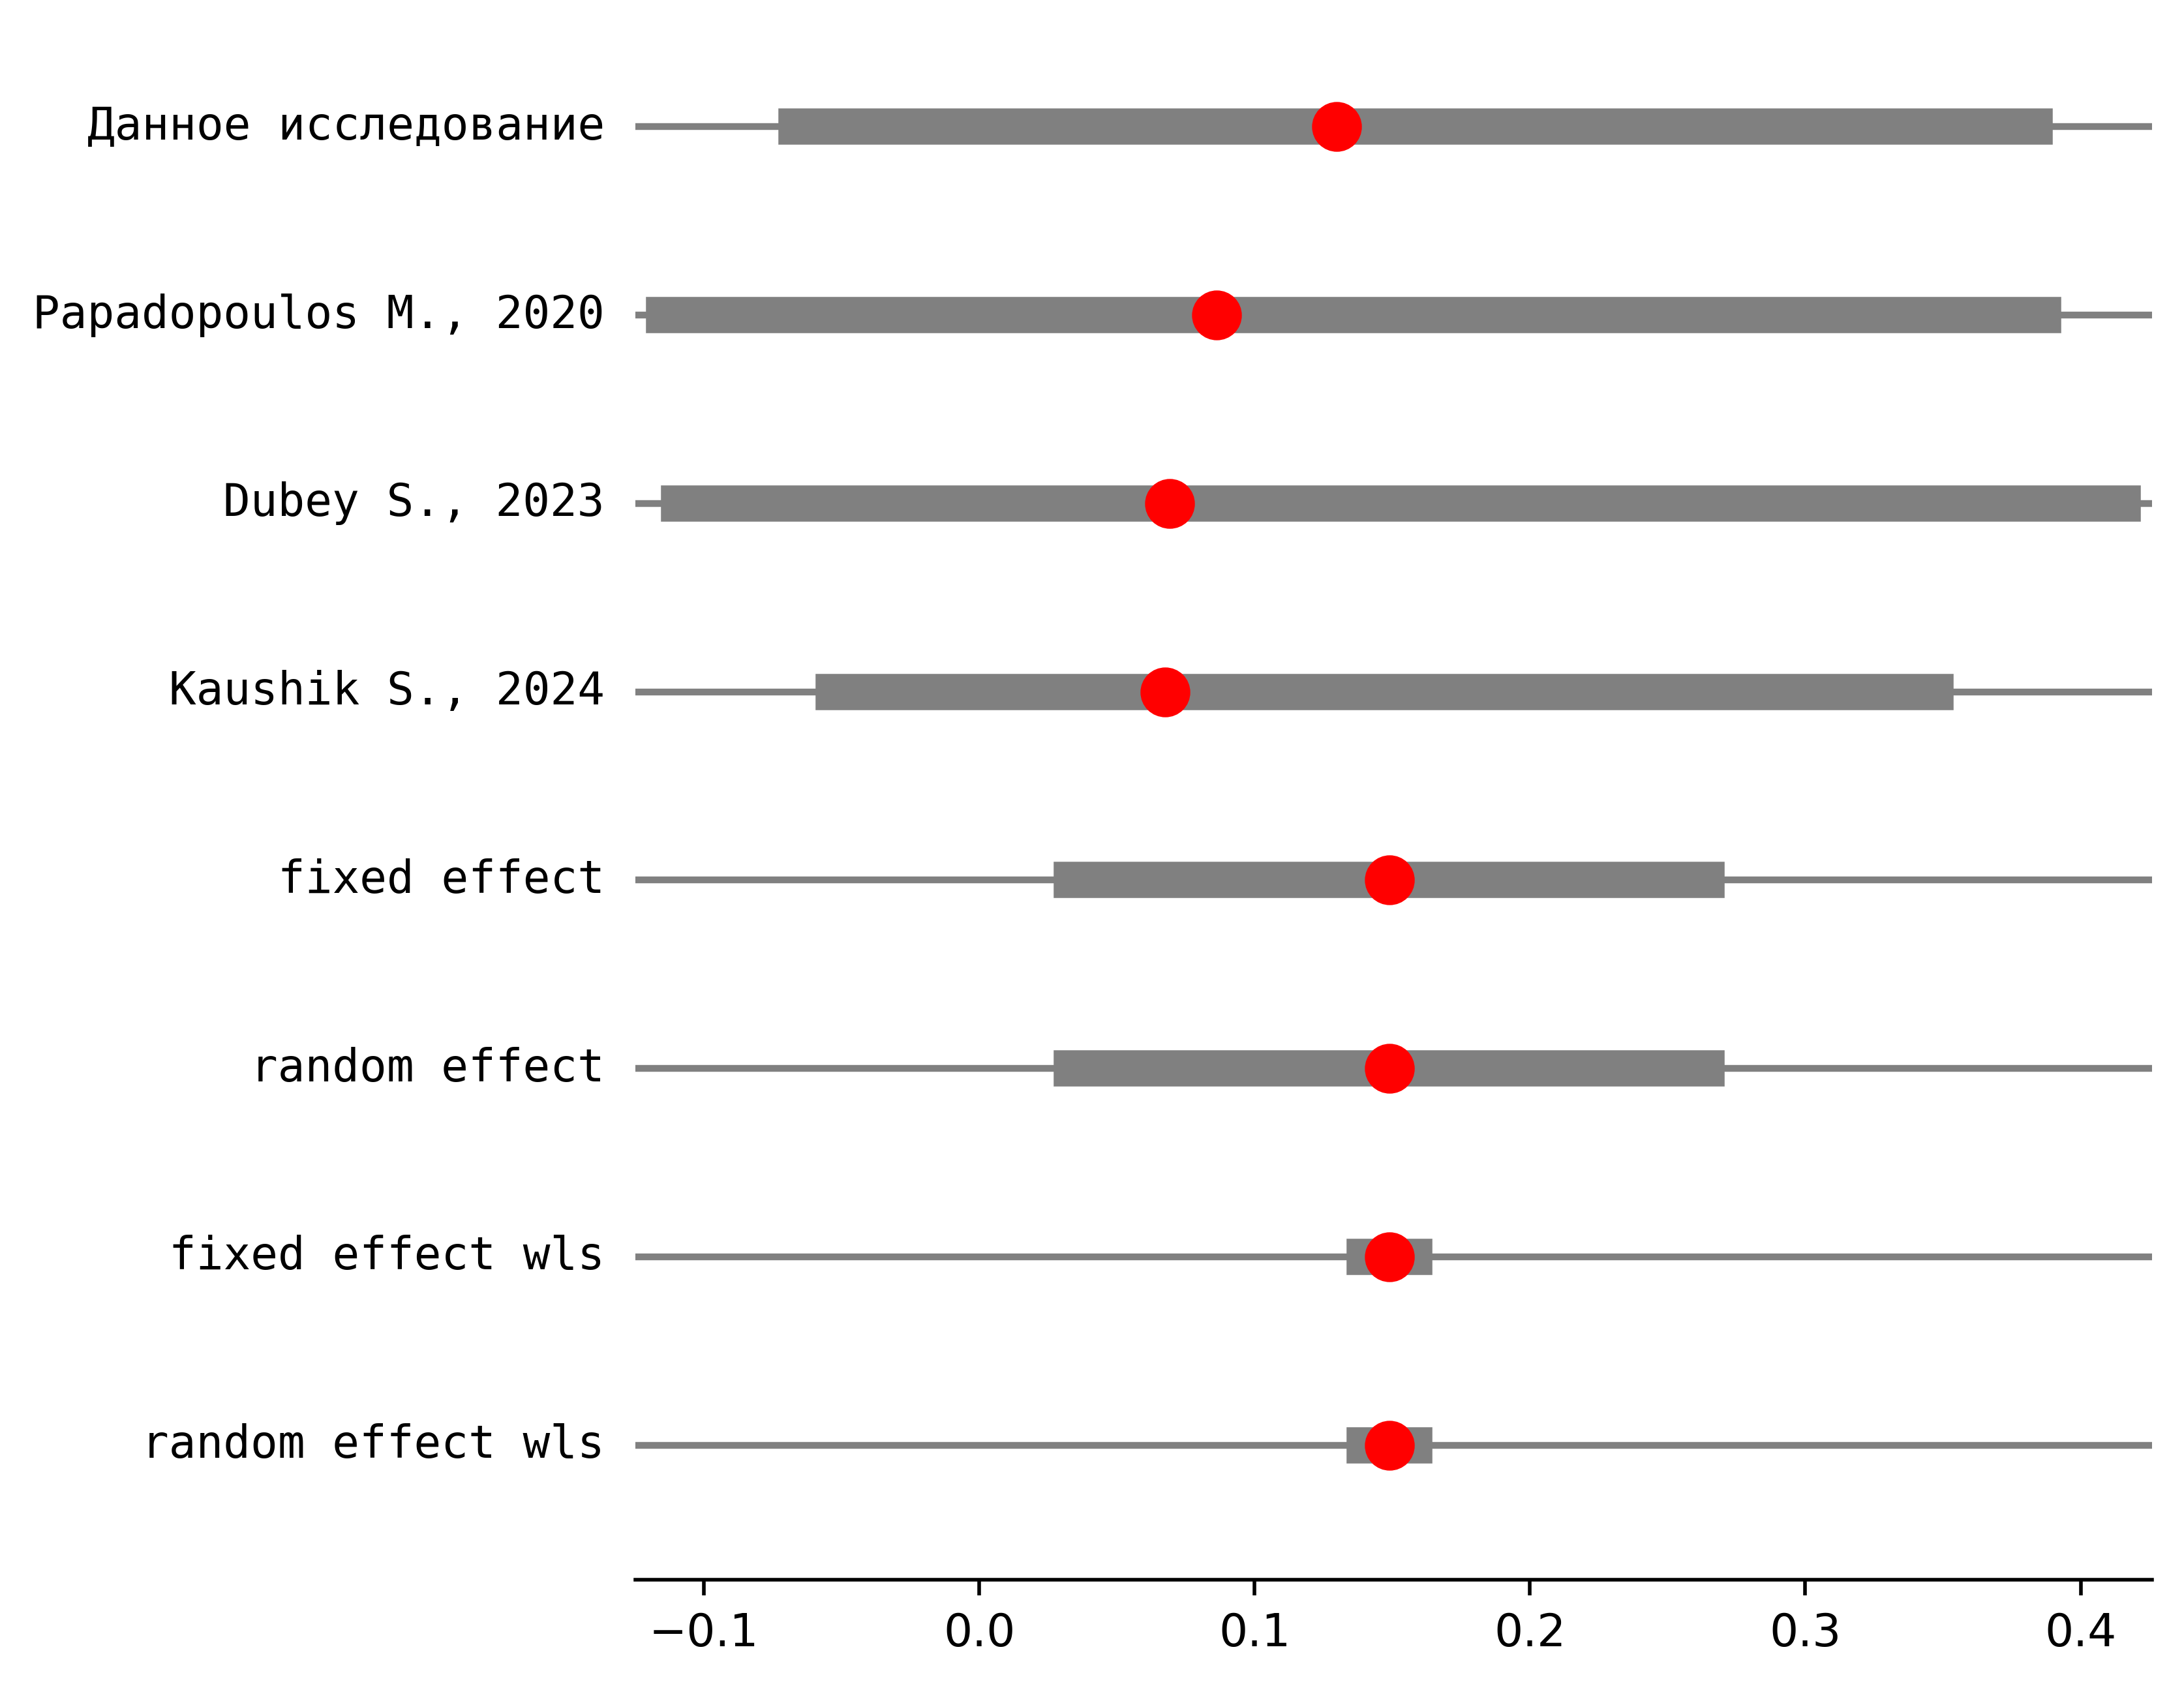 Данное исследование
Papadopoulos M., 2020
Dubey S., 2023
Kaushik S., 2024
fixed effect
random effect
fixed effect wls
random effect wls
−0.1 0.0 0.1 0.2 0.3 0.4